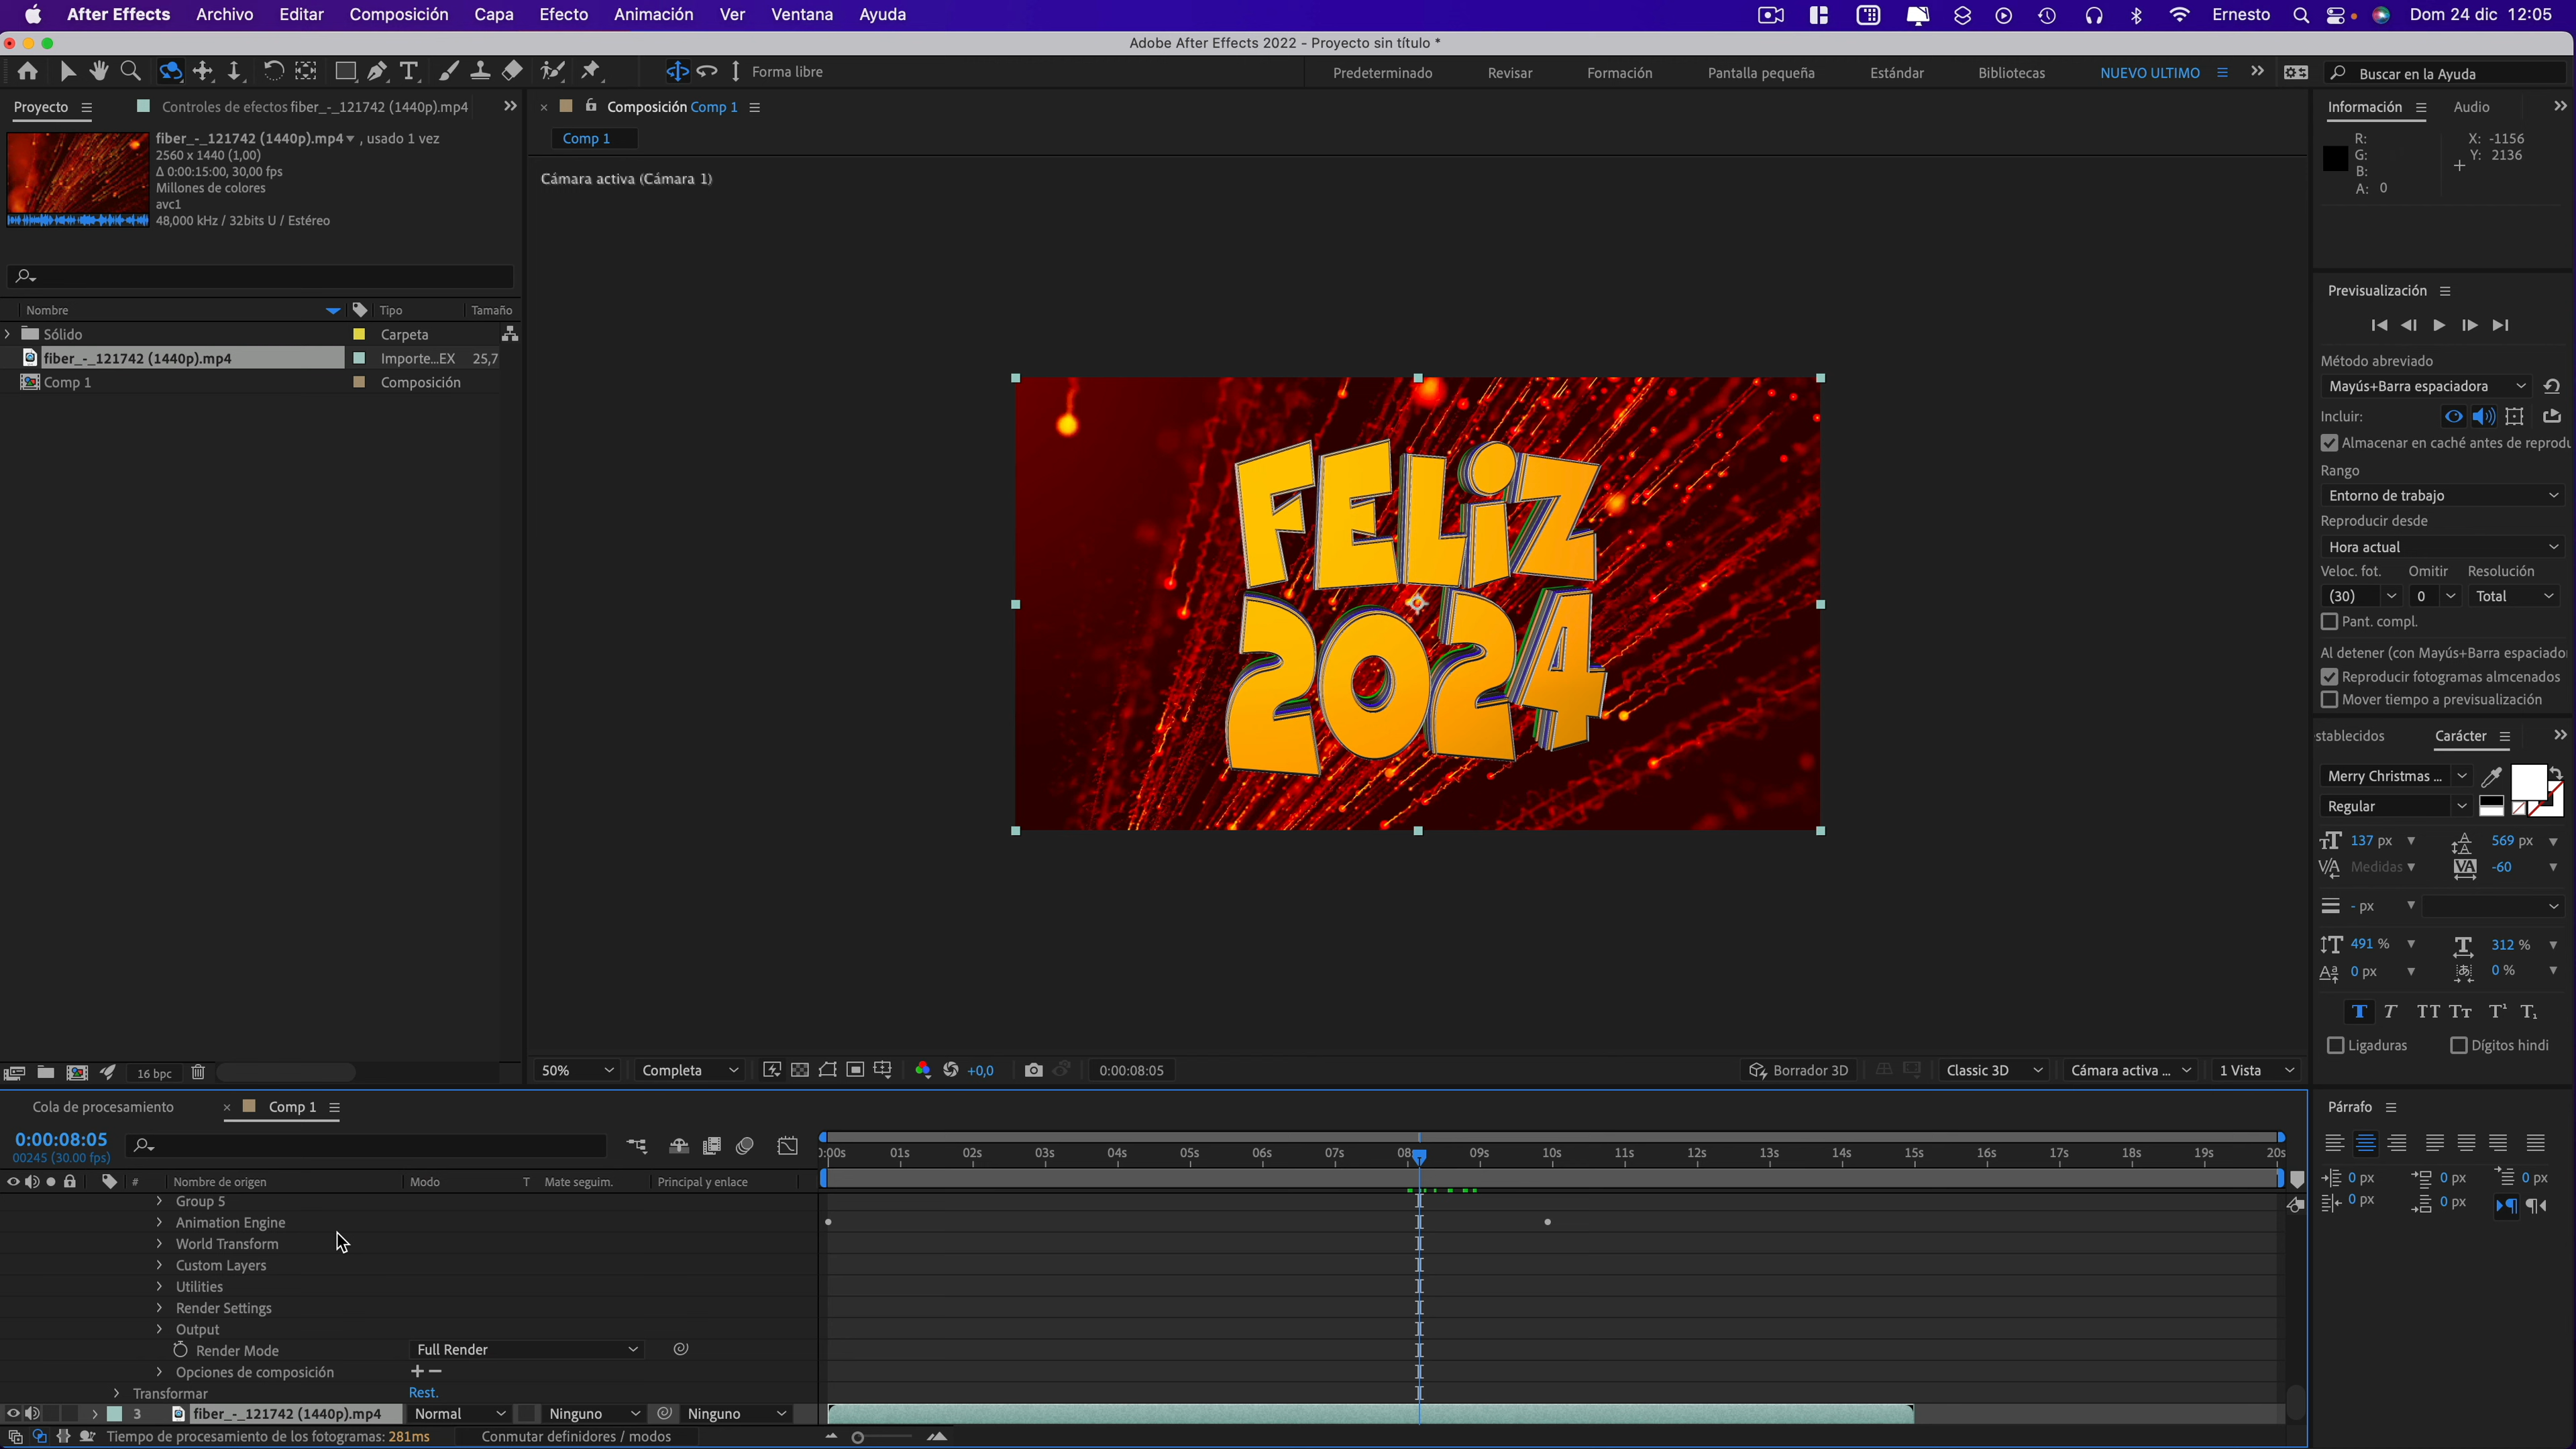 After Effects Archivo Editar Composición Capa Efecto Animación Ver Ventana Ayuda
Ernesto Dom 24 dic 12:05
Adobe After Effects 2022 - Proyecto sin título *
Forma libre
Predeterminado Revisar Formación Pantalla pequeña Estándar Bibliotecas NUEVO ULTIMO
Buscar en la Ayuda
Proyecto
Controles de efectos fiber_-_121742 (1440p).mp4
fiber_-_121742 (1440p).mp4 , usado 1 vez
2560 x 1440 (1,00)
Δ 0:00:15:00, 30,00 fps
Millones de colores
avc1
48,000 kHz / 32bits U / Estéreo
Nombre Tipo Tamaño
Sólido Carpeta
fiber_-_121742 (1440p).mp4 Importe...EX 25,7
Comp 1 Composición
16 bpc
Composición Comp 1
Comp 1
Cámara activa (Cámara 1)
FELiZ
2024
50% Completa +0,0 0:00:08:05 Borrador 3D Classic 3D Cámara activa ... 1 Vista
Información Audio
R: X: -1156
G: Y: 2136
B:
A: 0
Previsualización
Método abreviado
Mayús+Barra espaciadora
Incluir:
Almacenar en caché antes de reprodu
Rango
Entorno de trabajo
Reproducir desde
Hora actual
Veloc. fot. Omitir Resolución
(30) 0 Total
Pant. compl.
Al detener (con Mayús+Barra espaciado
Reproducir fotogramas almcenados
Mover tiempo a previsualización
stablecidos Carácter
Merry Christmas ...
Regular
137 px 569 px
Medidas -60
- px
491 % 312 %
0 px 0 %
T T TT Tt T¹ T₁
Ligaduras Dígitos hindi
Párrafo
0 px 0 px 0 px
0 px 0 px
Cola de procesamiento Comp 1
0:00:08:05
00245 (30.00 fps)
0:00s 01s 02s 03s 04s 05s 06s 07s 08 09s 10s 11s 12s 13s 14s 15s 16s 17s 18s 19s 20s
# Nombre de origen Modo T Mate seguim. Principal y enlace
Group 5
Animation Engine
World Transform
Custom Layers
Utilities
Render Settings
Output
Render Mode Full Render
Opciones de composición
Transformar Rest.
3 fiber_-_121742 (1440p).mp4 Normal Ninguno Ninguno
Tiempo de procesamiento de los fotogramas: 281ms Conmutar definidores / modos